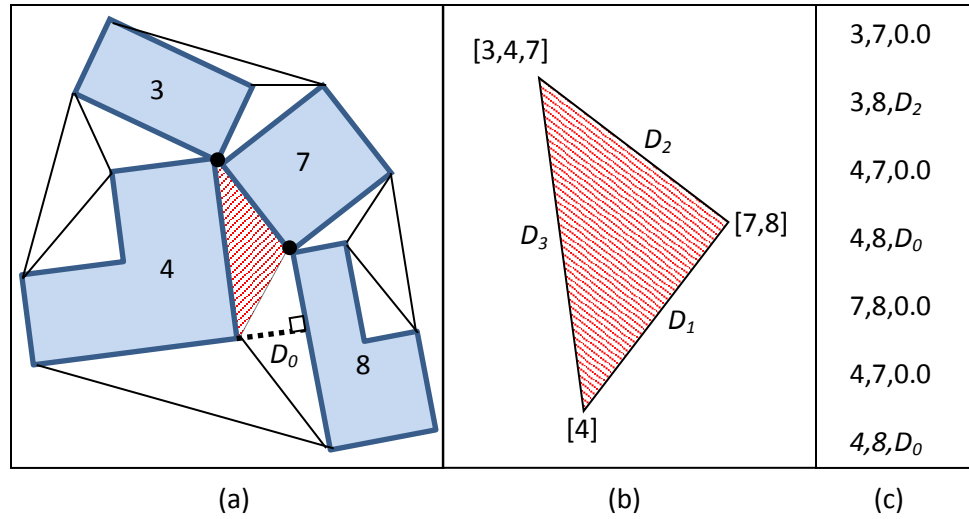 3
7
4
8
D₀
(a)
[3,4,7]
D₂
D₃
[7,8]
D₁
[4]
(b)
3,7,0.0
3,8,D₂
4,7,0.0
4,8,D₀
7,8,0.0
4,7,0.0
4,8,D₀
(c)